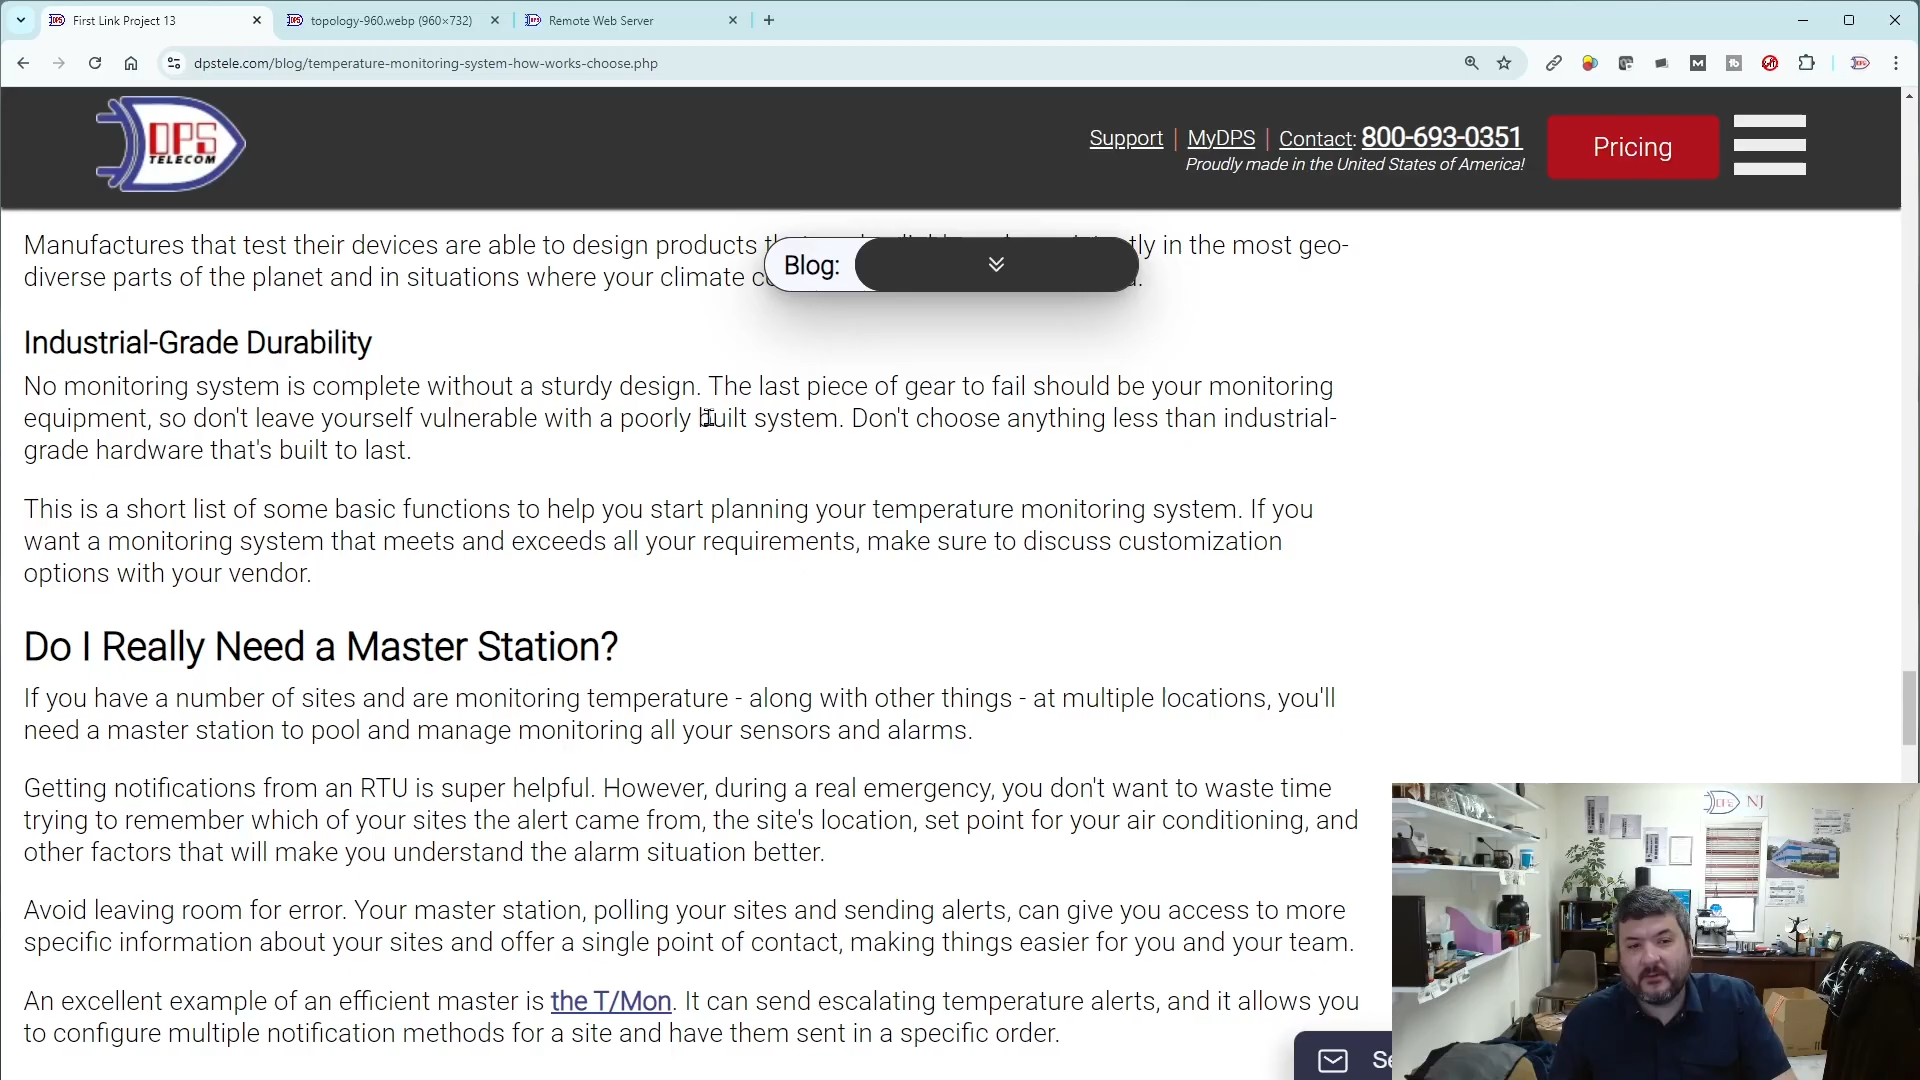 First Link Project 13
topology-960.webp (960×732)
Remote Web Server
dpstele.com/blog/temperature-monitoring-system-how-works-choose.php
DPS
TELECOM
Support | MyDPS | Contact: 800-693-0351
Proudly made in the United States of America!
Pricing
Manufactures that test their devices are able to design products tly in the most geo-
diverse parts of the planet and in situations where your climate
Blog:
Industrial-Grade Durability
No monitoring system is complete without a sturdy design. The last piece of gear to fail should be your monitoring
equipment, so don't leave yourself vulnerable with a poorly built system. Don't choose anything less than industrial-
grade hardware that's built to last.
This is a short list of some basic functions to help you start planning your temperature monitoring system. If you
want a monitoring system that meets and exceeds all your requirements, make sure to discuss customization
options with your vendor.
Do I Really Need a Master Station?
If you have a number of sites and are monitoring temperature - along with other things - at multiple locations, you'll
need a master station to pool and manage monitoring all your sensors and alarms.
Getting notifications from an RTU is super helpful. However, during a real emergency, you don't want to waste time
trying to remember which of your sites the alert came from, the site's location, set point for your air conditioning, and
other factors that will make you understand the alarm situation better.
Avoid leaving room for error. Your master station, polling your sites and sending alerts, can give you access to more
specific information about your sites and offer a single point of contact, making things easier for you and your team.
An excellent example of an efficient master is the T/Mon. It can send escalating temperature alerts, and it allows you
to configure multiple notification methods for a site and have them sent in a specific order.
Se
DPS NJ